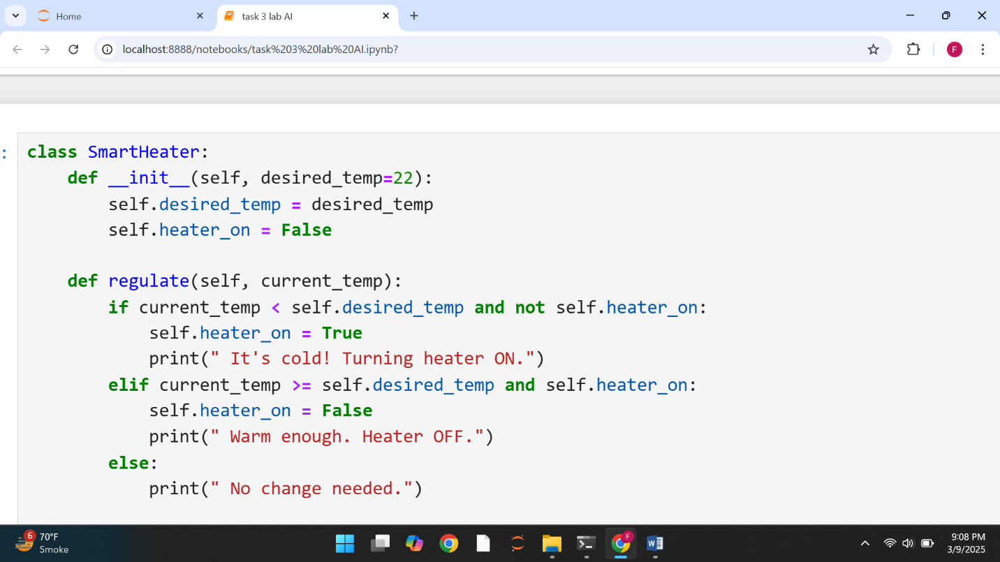 Home
task 3 lab AI
localhost:8888/notebooks/task%203%20lab%20AI.ipynb?
F
:
class SmartHeater:
    def __init__(self, desired_temp=22):
        self.desired_temp = desired_temp
        self.heater_on = False
    def regulate(self, current_temp):
        if current_temp < self.desired_temp and not self.heater_on:
            self.heater_on = True
            print(" It's cold! Turning heater ON.")
        elif current_temp >= self.desired_temp and self.heater_on:
            self.heater_on = False
            print(" Warm enough. Heater OFF.")
        else:
            print(" No change needed.")
6
70°F
Smoke
F
W
9:08 PM
3/9/2025